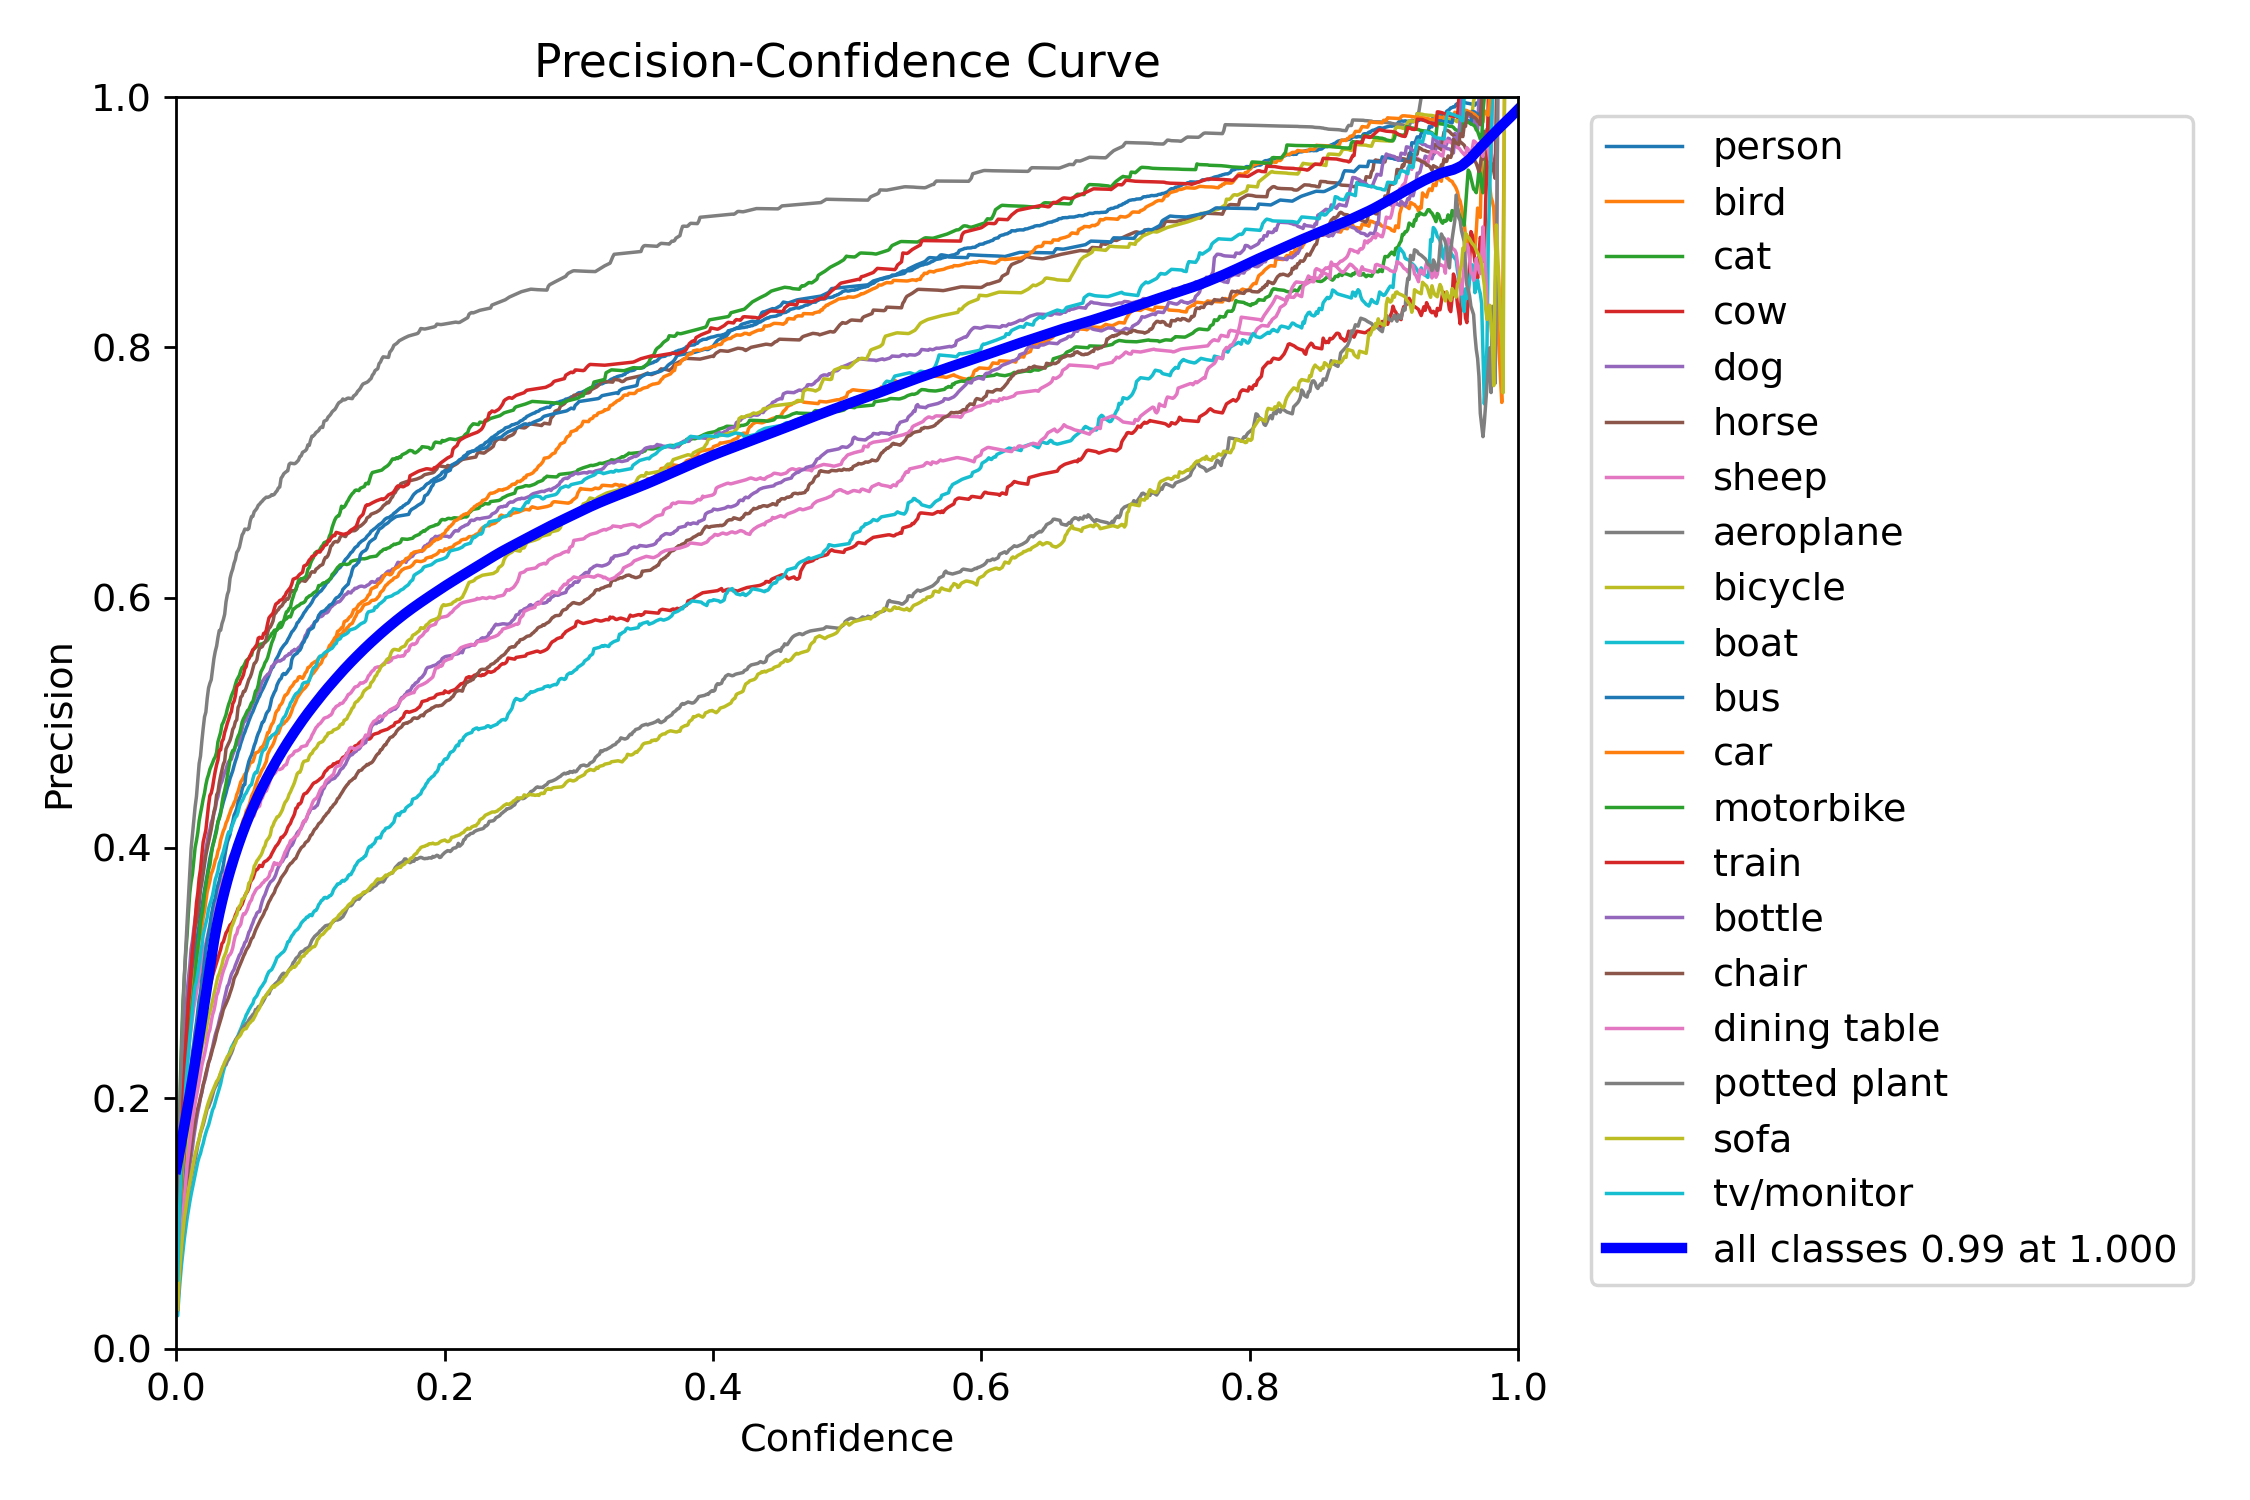 Precision-Confidence Curve
1.0
0.8
0.6
0.4
0.2
0.0
Precision
0.0 0.2 0.4 0.6 0.8 1.0
Confidence
person
bird
cat
cow
dog
horse
sheep
aeroplane
bicycle
boat
bus
car
motorbike
train
bottle
chair
dining table
potted plant
sofa
tv/monitor
all classes 0.99 at 1.000